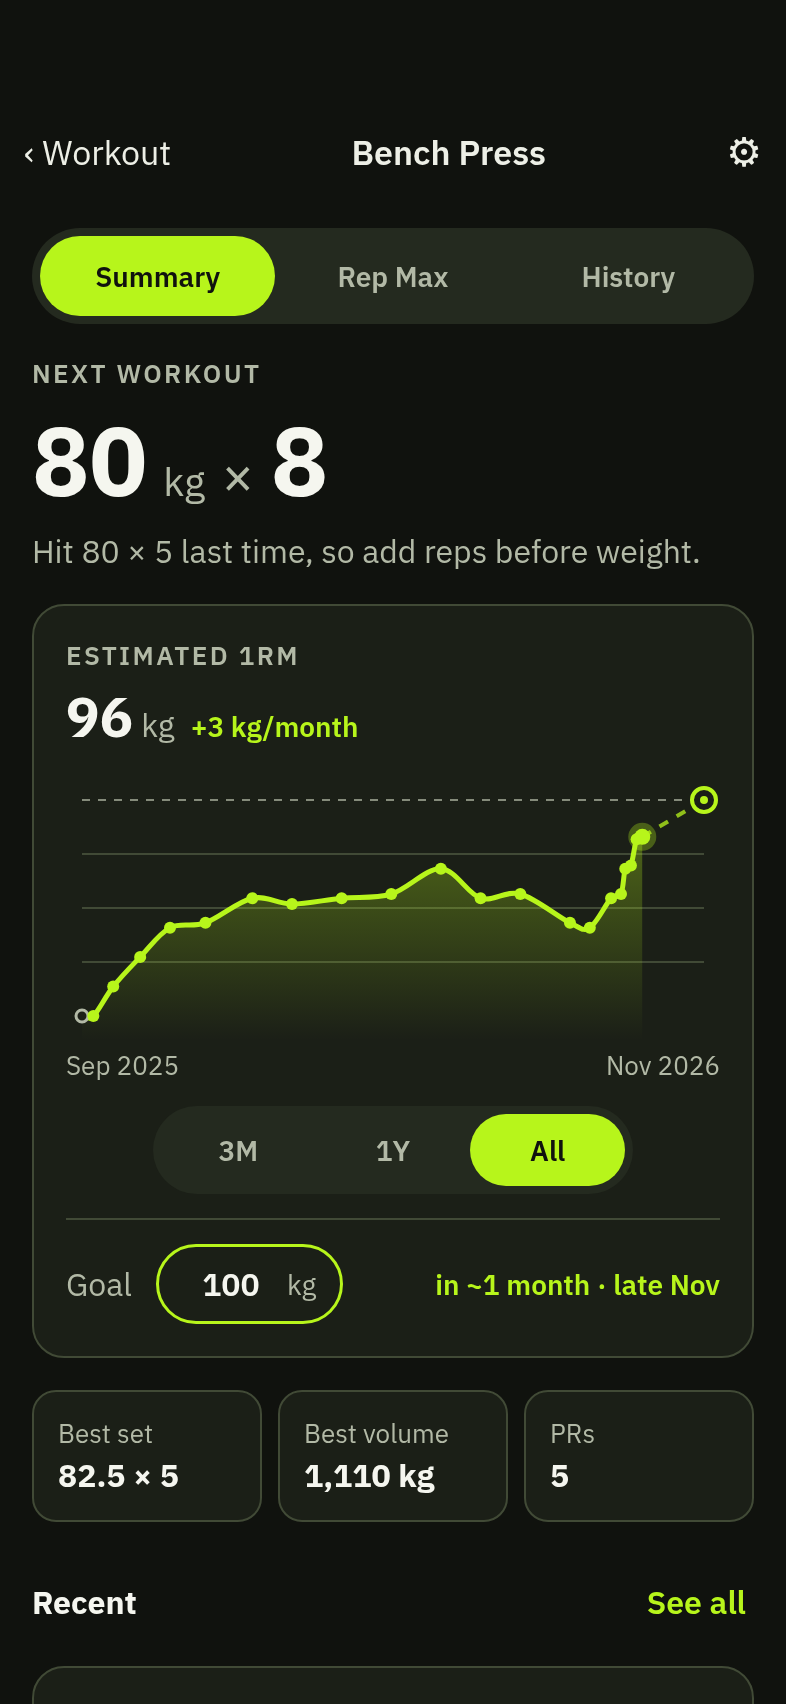 ‹ Workout Bench Press ⚙
Summary Rep Max History
NEXT WORKOUT
80 kg × 8
Hit 80 × 5 last time, so add reps before weight.
ESTIMATED 1RM
96 kg +3 kg/month
Sep 2025 Nov 2026
3M 1Y All
Goal 100 kg in ~1 month · late Nov
Best set Best volume PRs
82.5 × 5 1,110 kg 5
Recent See all